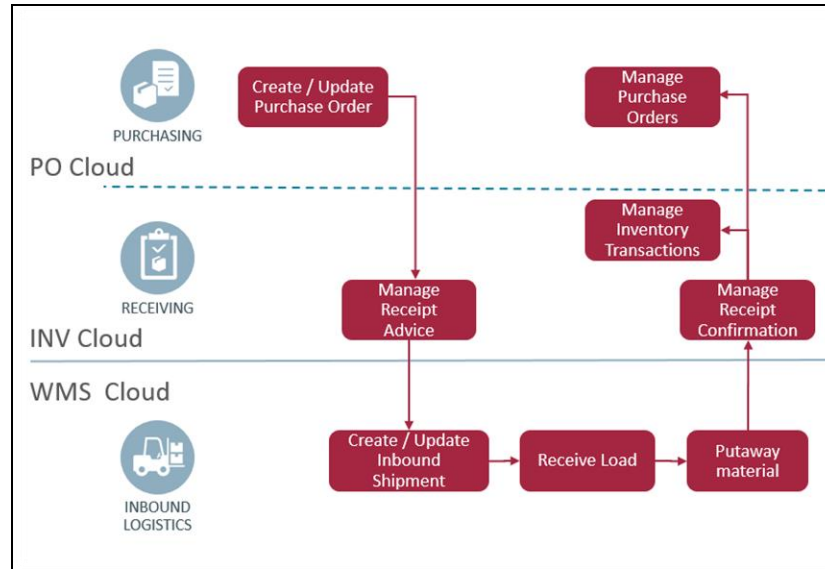 PURCHASING
PO Cloud
Create / Update
Purchase Order
Manage
Purchase
Orders
RECEIVING
INV Cloud
Manage
Receipt
Advice
Manage
Inventory
Transactions
Manage
Receipt
Confirmation
WMS Cloud
INBOUND
LOGISTICS
Create / Update
Inbound
Shipment
Receive Load
Putaway
material